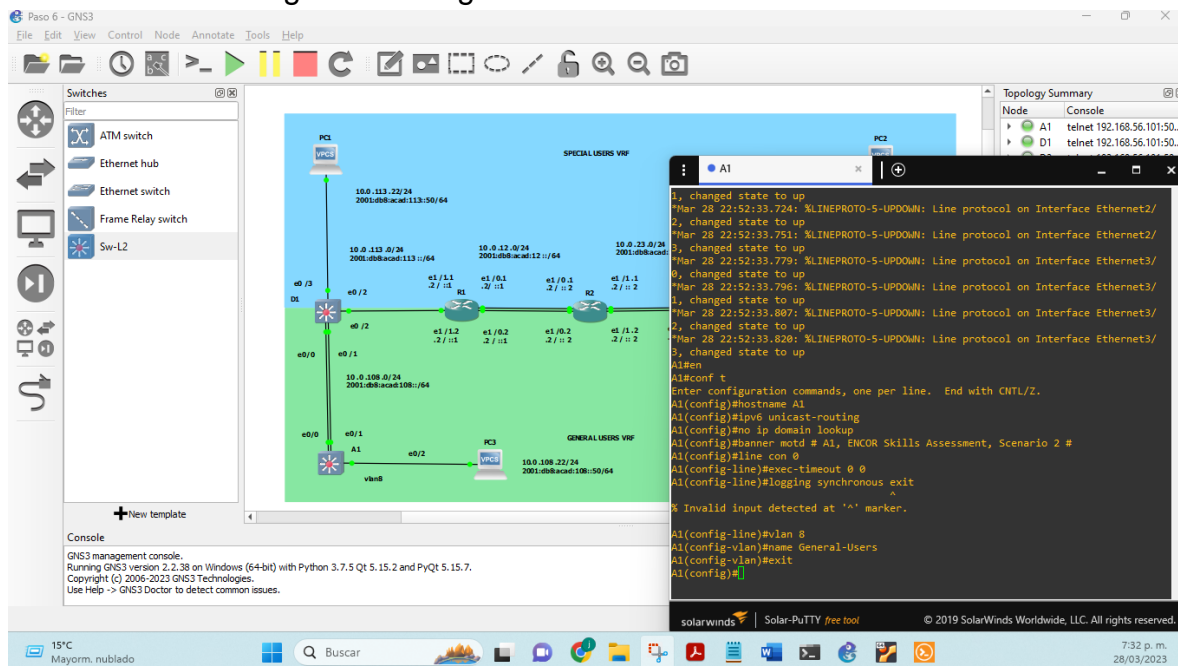 Paso 6 - GNS3
File Edit View Control Node Annotate Tools Help
Switches
Filter
ATM switch
Ethernet hub
Ethernet switch
Frame Relay switch
Sw-L2
New template
PC1
VPCS
SPECIAL USERS VRF
PC2
VPCS
10.0 .113 .22/ 24
2001:db8:acad:113::50/64
10.0 .113 .0/ 24
2001:db8:acad:113 ::/64
10.0 .12.0/ 24
2001:db8:acad:12 ::/64
10.0 .23.0/ 24
2001:db8:acad:
e0 /3
D1
e0 /2
e1 /1.1
.2 / ::1
R1
e1 /0.1
.2/ ::1
e1 /0.1
.2 / :: 2
R2
e1 /1.1
.2 / :: 2
e0 /2
e1 /1.2
.2 / ::1
e1 /0.2
.2 / ::1
e1 /0.2
.2 / :: 2
e1 /1.2
.2 / :: 2
e0/0
e0 /1
10 .0 .108 .0/ 24
2001:db8:acad:108::/64
e0/0
e0/1
A1
e0/2
PC3
VPCS
GENERAL USERS VRF
10.0 .108 .22/ 24
2001:db8:acad:108::50/64
vlan8
Topology Summary
Node Console
A1 telnet 192.168.56.101:50..
D1 telnet 192.168.56.101:50..
A1
1, changed state to up
*Mar 28 22:52:33.724: %LINEPROTO-5-UPDOWN: Line protocol on Interface Ethernet2/
2, changed state to up
*Mar 28 22:52:33.751: %LINEPROTO-5-UPDOWN: Line protocol on Interface Ethernet2/
3, changed state to up
*Mar 28 22:52:33.779: %LINEPROTO-5-UPDOWN: Line protocol on Interface Ethernet3/
0, changed state to up
*Mar 28 22:52:33.796: %LINEPROTO-5-UPDOWN: Line protocol on Interface Ethernet3/
1, changed state to up
*Mar 28 22:52:33.807: %LINEPROTO-5-UPDOWN: Line protocol on Interface Ethernet3/
2, changed state to up
*Mar 28 22:52:33.820: %LINEPROTO-5-UPDOWN: Line protocol on Interface Ethernet3/
3, changed state to up
A1#en
A1#conf t
Enter configuration commands, one per line. End with CNTL/Z.
A1(config)#hostname A1
A1(config)#ipv6 unicast-routing
A1(config)#no ip domain lookup
A1(config)#banner motd # A1, ENCOR Skills Assessment, Scenario 2 #
A1(config)#line con 0
A1(config-line)#exec-timeout 0 0
A1(config-line)#logging synchronous exit
^
% Invalid input detected at '^' marker.
A1(config-line)#vlan 8
A1(config-vlan)#name General-Users
A1(config-vlan)#exit
A1(config)#
solarwinds Solar-PuTTY free tool © 2019 SolarWinds Worldwide, LLC. All rights reserved.
Console
GNS3 management console.
Running GNS3 version 2.2.38 on Windows (64-bit) with Python 3.7.5 Qt 5.15.2 and PyQt 5.15.7.
Copyright (c) 2006-2023 GNS3 Technologies.
Use Help -> GNS3 Doctor to detect common issues.
15°C
Mayorm. nublado
Buscar
7:32 p. m.
28/03/2023